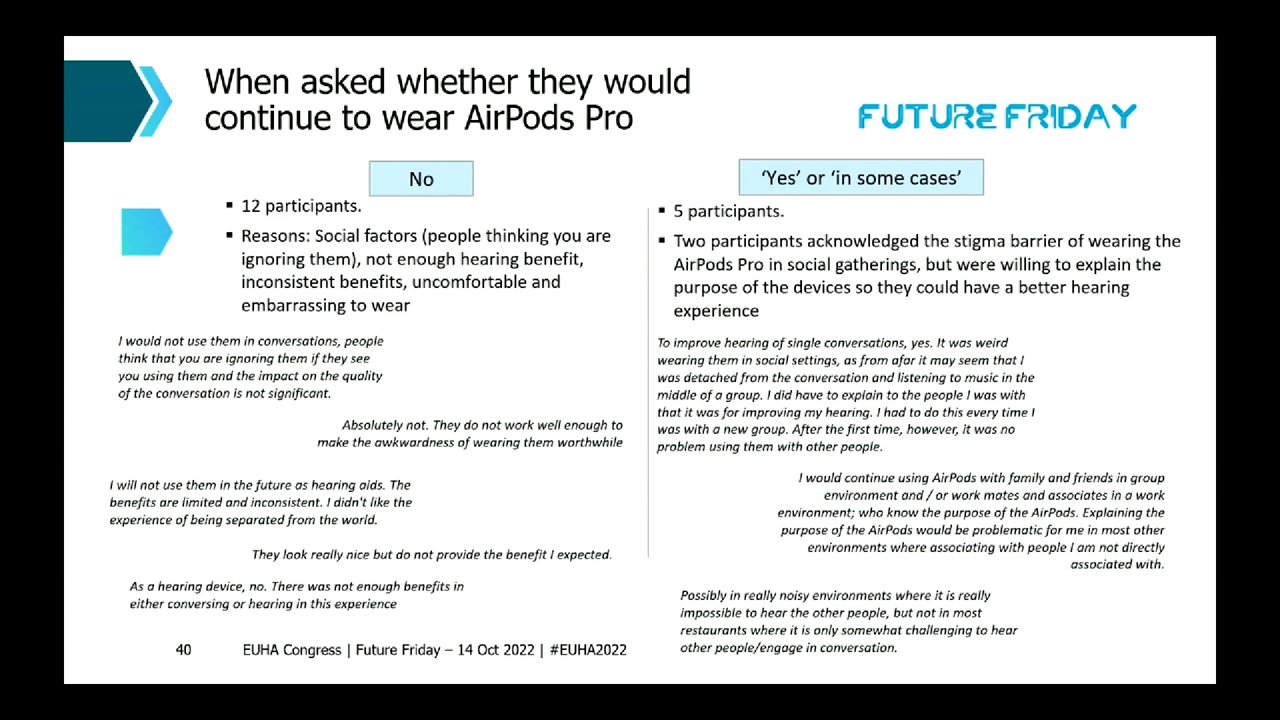 When asked whether they would
continue to wear AirPods Pro
FUTURE FRIDAY
No
▪ 12 participants.
▪ Reasons: Social factors (people thinking you are
ignoring them), not enough hearing benefit,
inconsistent benefits, uncomfortable and
embarrassing to wear
I would not use them in conversations, people
think that you are ignoring them if they see
you using them and the impact on the quality
of the conversation is not significant.
Absolutely not. They do not work well enough to
make the awkwardness of wearing them worthwhile
I will not use them in the future as hearing aids. The
benefits are limited and inconsistent. I didn't like the
experience of being separated from the world.
They look really nice but do not provide the benefit I expected.
As a hearing device, no. There was not enough benefits in
either conversing or hearing in this experience
‘Yes’ or ‘in some cases’
▪ 5 participants.
▪ Two participants acknowledged the stigma barrier of wearing the
AirPods Pro in social gatherings, but were willing to explain the
purpose of the devices so they could have a better hearing
experience
To improve hearing of single conversations, yes. It was weird
wearing them in social settings, as from afar it may seem that I
was detached from the conversation and listening to music in the
middle of a group. I did have to explain to the people I was with
that it was for improving my hearing. I had to do this every time I
was with a new group. After the first time, however, it was no
problem using them with other people.
I would continue using AirPods with family and friends in group
environment and / or work mates and associates in a work
environment; who know the purpose of the AirPods. Explaining the
purpose of the AirPods would be problematic for me in most other
environments where associating with people I am not directly
associated with.
Possibly in really noisy environments where it is really
impossible to hear the other people, but not in most
restaurants where it is only somewhat challenging to hear
other people/engage in conversation.
40 EUHA Congress | Future Friday – 14 Oct 2022 | #EUHA2022